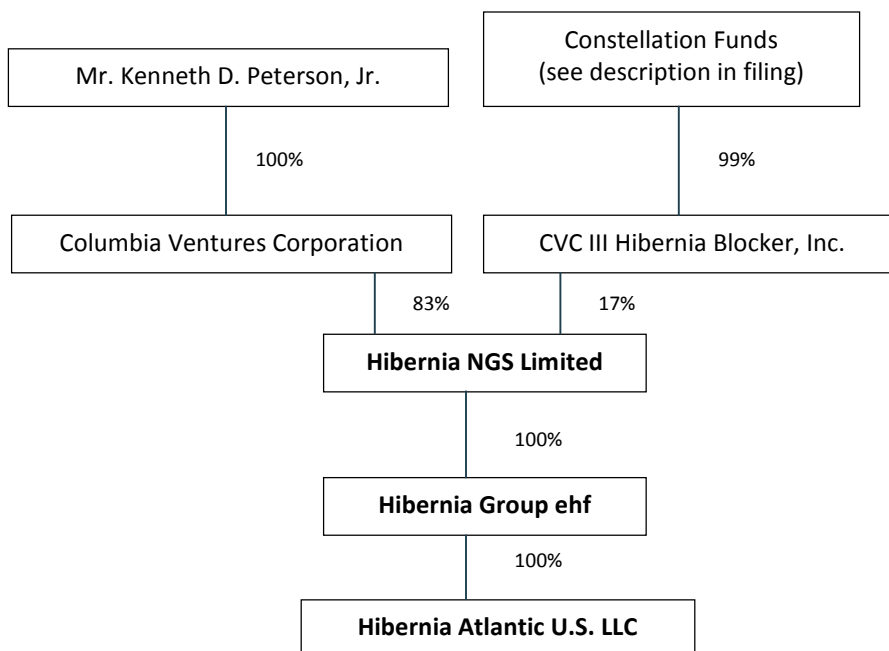 Mr. Kenneth D. Peterson, Jr.
Constellation Funds
(see description in filing)
100%
99%
Columbia Ventures Corporation
CVC III Hibernia Blocker, Inc.
83%
17%
Hibernia NGS Limited
100%
Hibernia Group ehf
100%
Hibernia Atlantic U.S. LLC